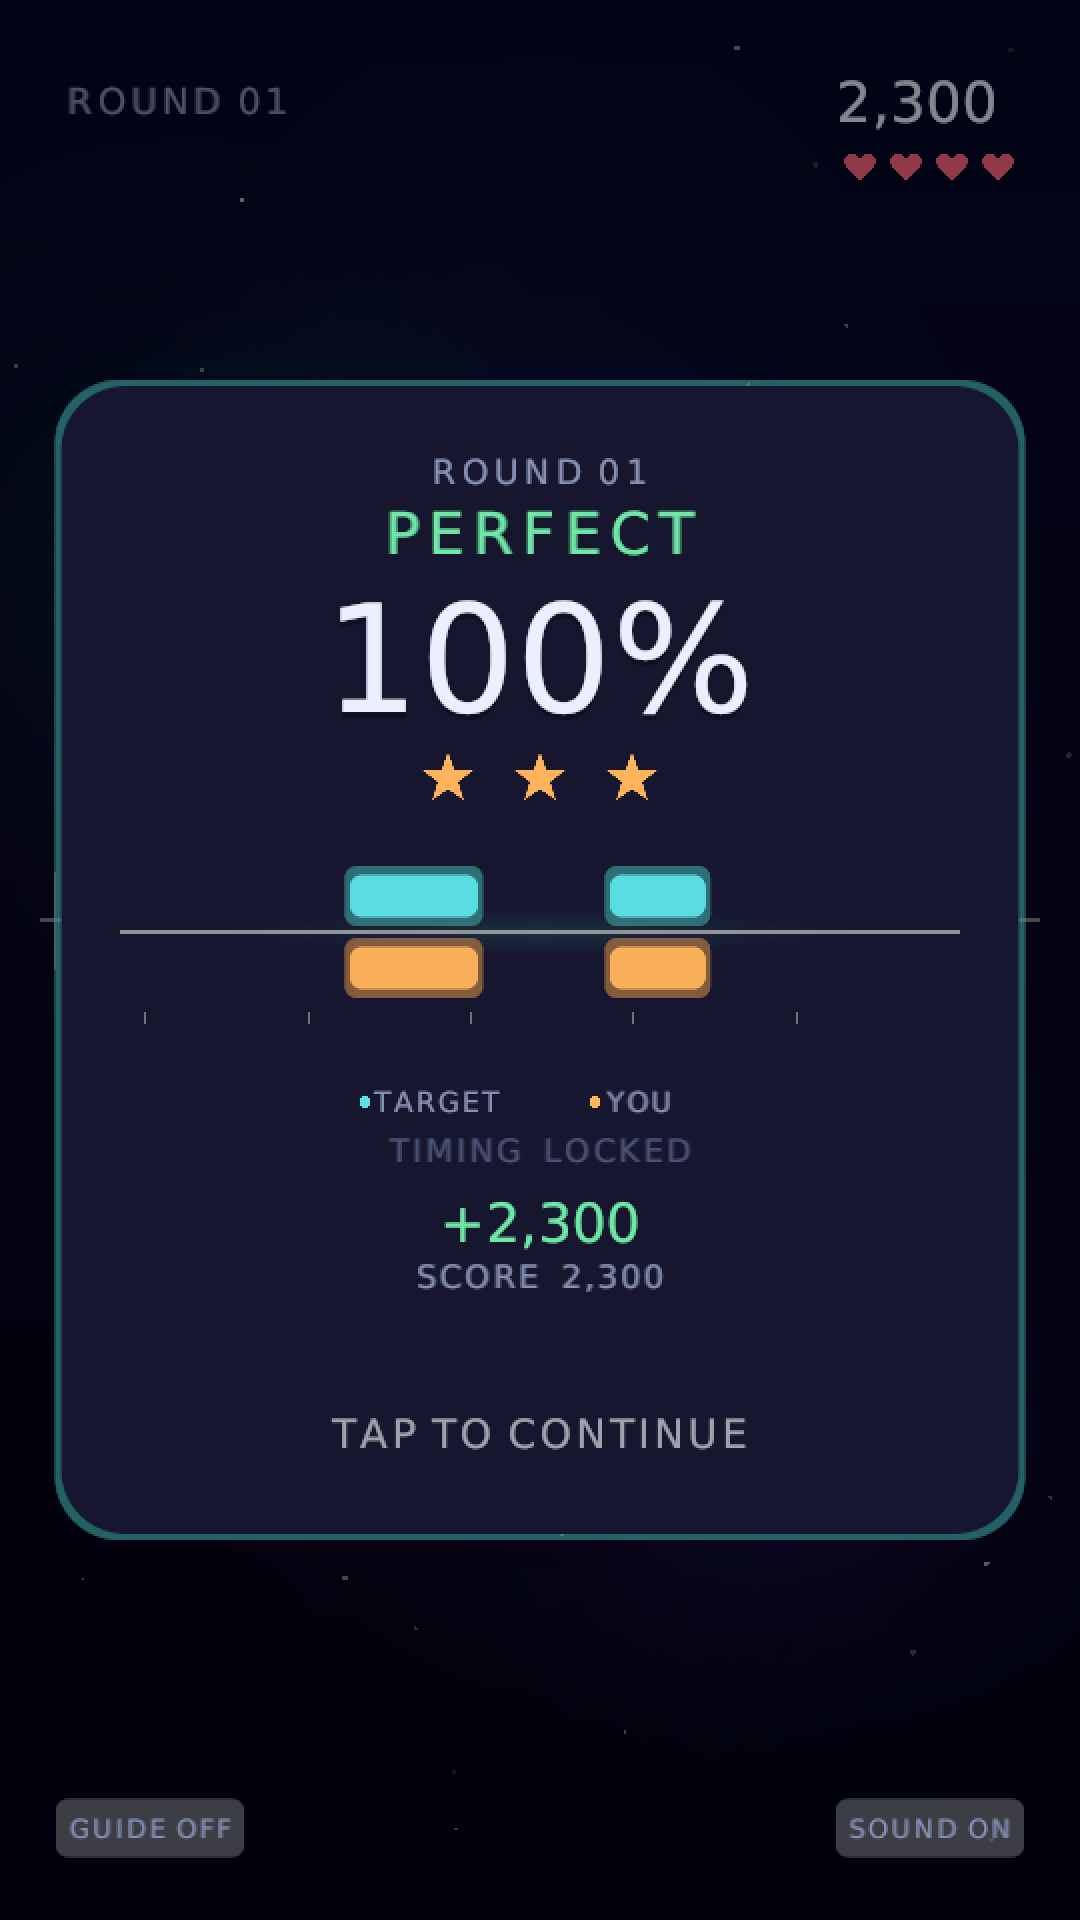 ROUND 01
2,300
ROUND 01
PERFECT
100%
TARGET YOU
TIMING LOCKED
+2,300
SCORE 2,300
TAP TO CONTINUE
GUIDE OFF
SOUND ON